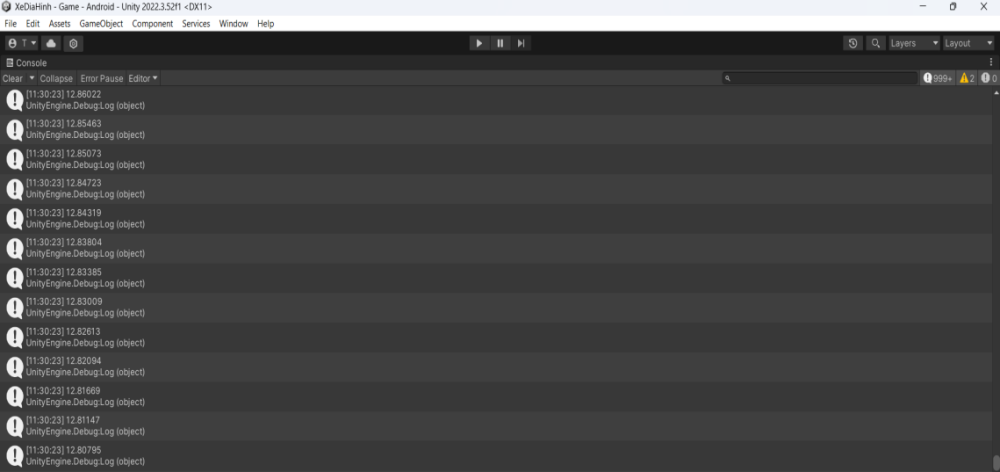 XeDiaHinh - Game - Android - Unity 2022.3.52f1 <DX11>
File Edit Assets GameObject Component Services Window Help
T Layers Layout
Console
Clear Collapse Error Pause Editor 999+ 2 0
[11:30:23] 12.86022
UnityEngine.Debug:Log (object)
[11:30:23] 12.85463
UnityEngine.Debug:Log (object)
[11:30:23] 12.85073
UnityEngine.Debug:Log (object)
[11:30:23] 12.84723
UnityEngine.Debug:Log (object)
[11:30:23] 12.84319
UnityEngine.Debug:Log (object)
[11:30:23] 12.83804
UnityEngine.Debug:Log (object)
[11:30:23] 12.83385
UnityEngine.Debug:Log (object)
[11:30:23] 12.83009
UnityEngine.Debug:Log (object)
[11:30:23] 12.82613
UnityEngine.Debug:Log (object)
[11:30:23] 12.82094
UnityEngine.Debug:Log (object)
[11:30:23] 12.81669
UnityEngine.Debug:Log (object)
[11:30:23] 12.81147
UnityEngine.Debug:Log (object)
[11:30:23] 12.80795
UnityEngine.Debug:Log (object)